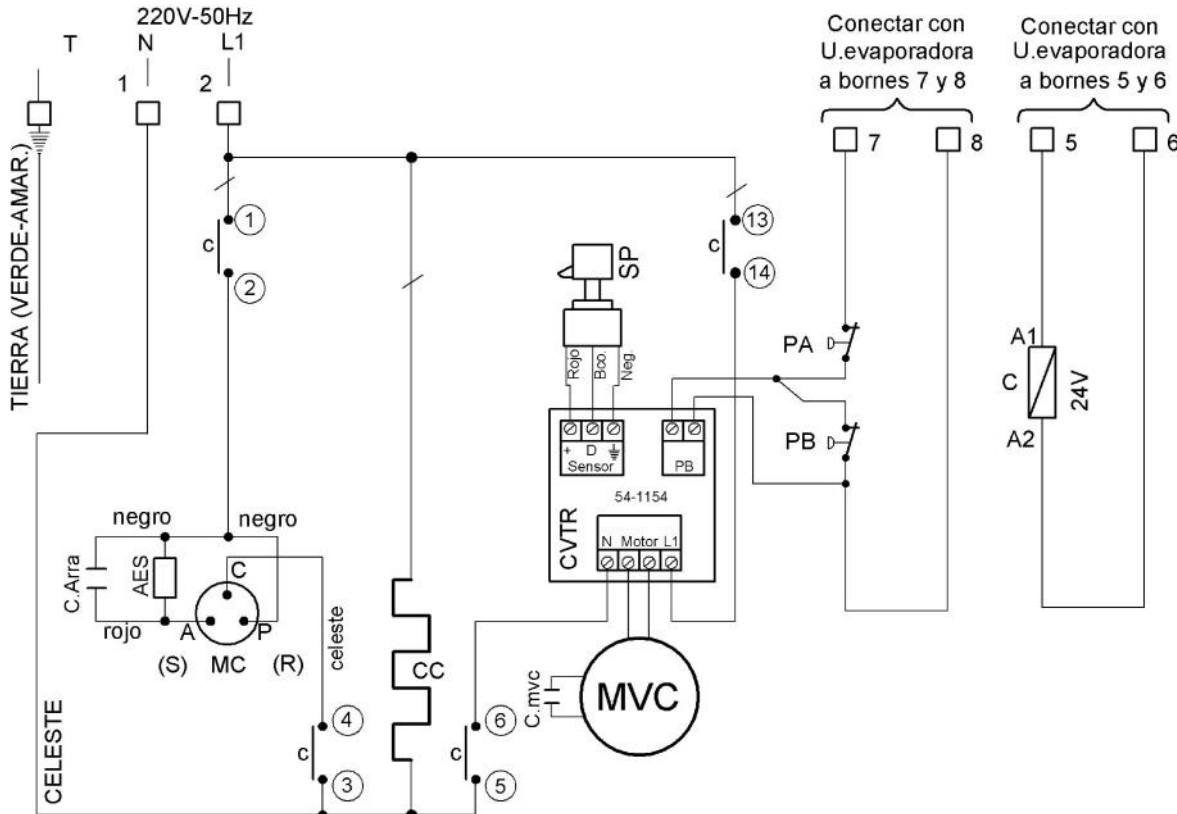 220V-50Hz
T N L1
1 2
Conectar con
U.evaporadora
a bornes 7 y 8
Conectar con
U.evaporadora
a bornes 5 y 6
7 8 5 6
TIERRA (VERDE-AMAR.)
1
c
2
13
c
14
SP
Rojo
Bco.
Neg.
+ D
Sensor
PB
54-1154
CVTR
N Motor L1
PA
PB
A1
C
24V
A2
negro negro
C.Arra
AES
C
rojo
A P
(S) MC (R)
celeste
CC
C.mvc
MVC
CELESTE
4
c
3
6
c
5
D
D